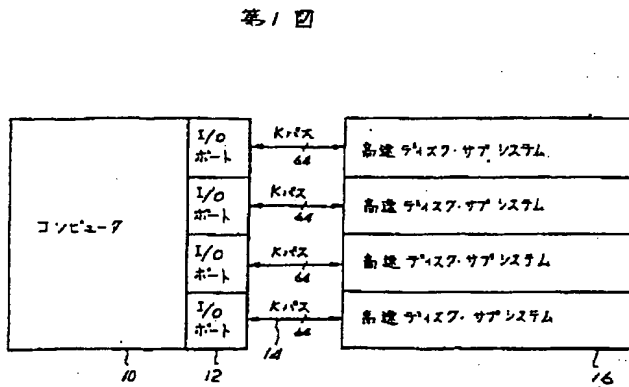 第1図
コンピュータ
I/O
ポート
Kバス
64
高速ディスク・サブシステム
I/O
ポート
Kバス
64
高速ディスク・サブシステム
I/O
ポート
Kバス
64
高速ディスク・サブシステム
I/O
ポート
Kバス
64
高速ディスク・サブシステム
10
12
14
16